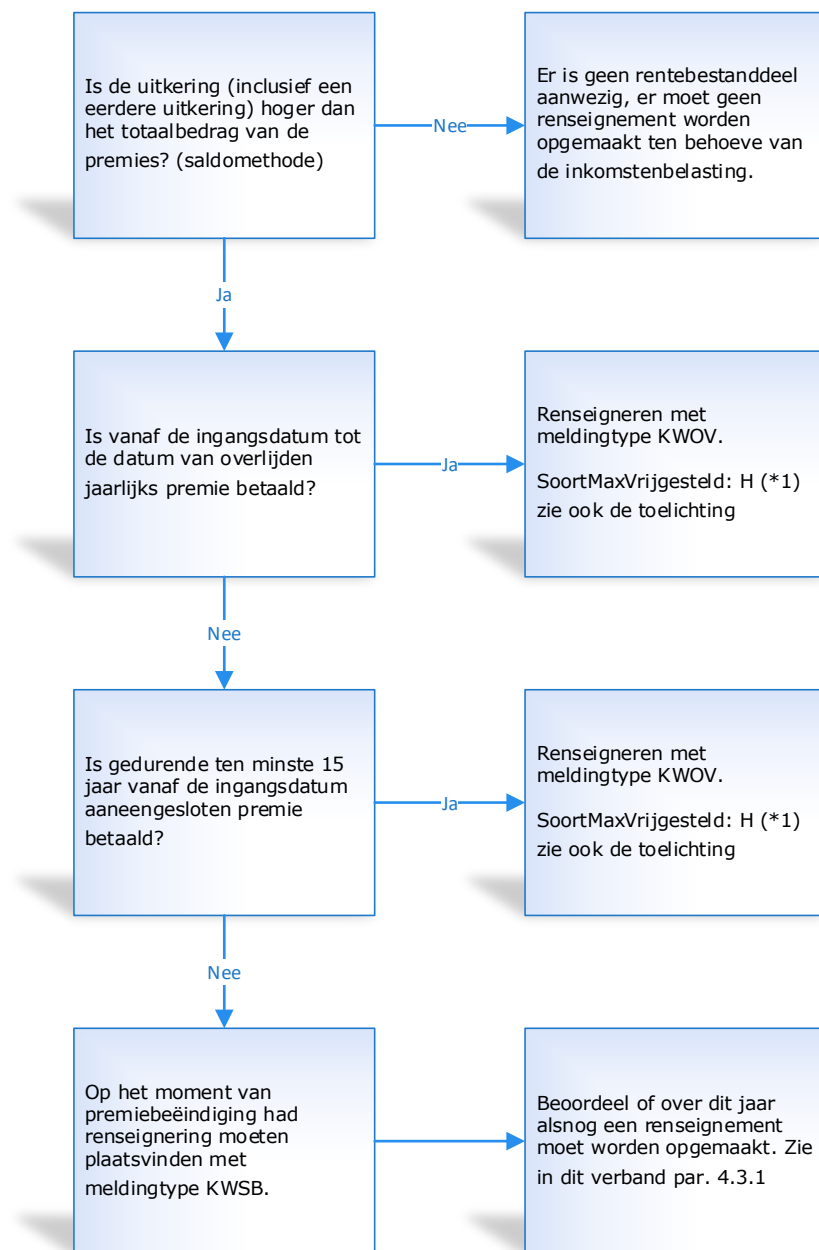 Is de uitkering (inclusief een
eerdere uitkering) hoger dan
het totaalbedrag van de
premies? (saldomethode)
Nee
Er is geen rentebestanddeel
aanwezig, er moet geen
renseignement worden
opgemaakt ten behoeve van
de inkomstenbelasting.
Ja
Is vanaf de ingangsdatum tot
de datum van overlijden
jaarlijks premie betaald?
Ja
Renseigneren met
meldingtype KWOV.
SoortMaxVrijgesteld: H (*1)
zie ook de toelichting
Nee
Is gedurende ten minste 15
jaar vanaf de ingangsdatum
aaneengesloten premie
betaald?
Ja
Renseigneren met
meldingtype KWOV.
SoortMaxVrijgesteld: H (*1)
zie ook de toelichting
Nee
Op het moment van
premiebeëindiging had
renseignering moeten
plaatsvinden met
meldingtype KWSB.
Beoordeel of over dit jaar
alsnog een renseignement
moet worden opgemaakt. Zie
in dit verband par. 4.3.1